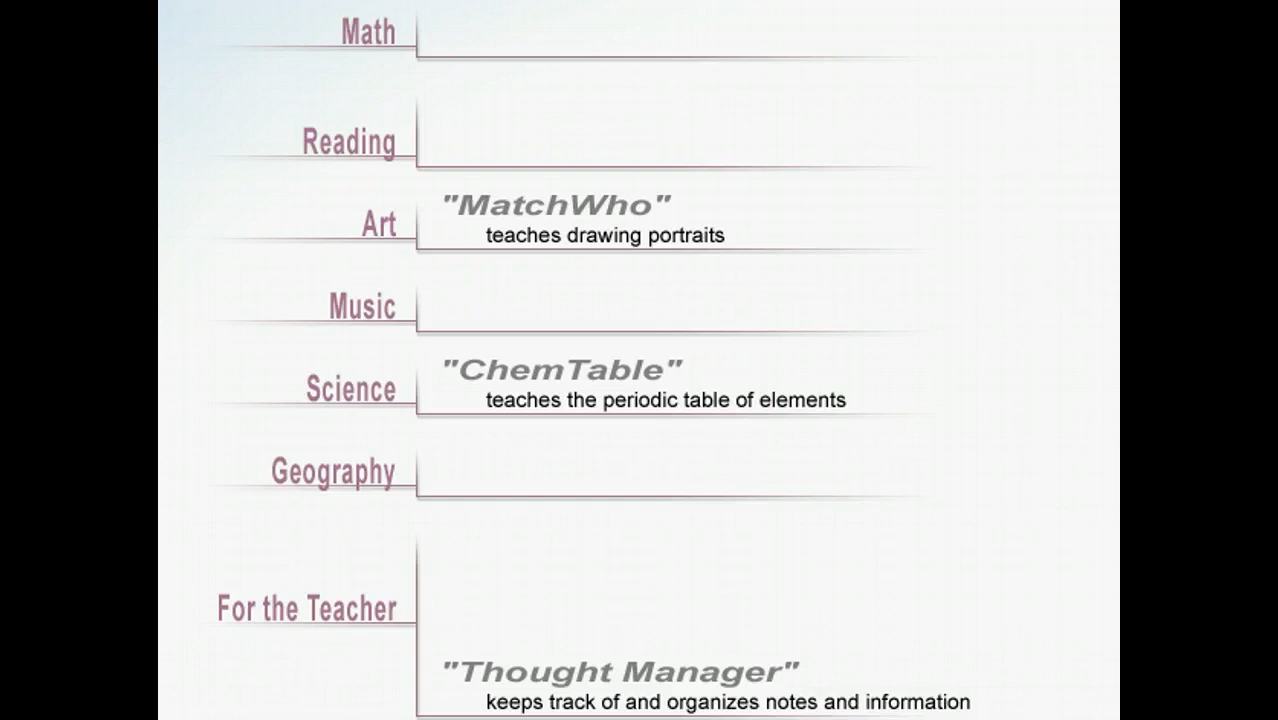 Math
Reading
Art
"MatchWho"
teaches drawing portraits
Music
Science
"ChemTable"
teaches the periodic table of elements
Geography
For the Teacher
"Thought Manager"
keeps track of and organizes notes and information